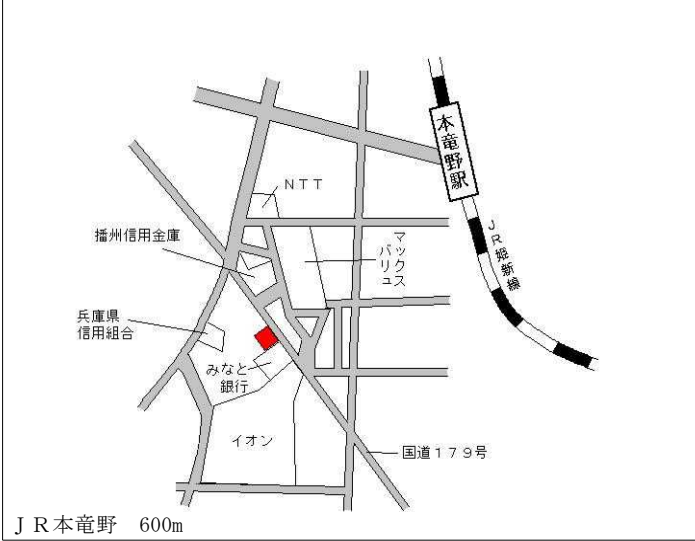 本竜野駅
NTT
JR姫新線
播州信用金庫
マックス
バリュ
兵庫県
信用組合
みなと
銀行
イオン
国道179号
JR本竜野 600m